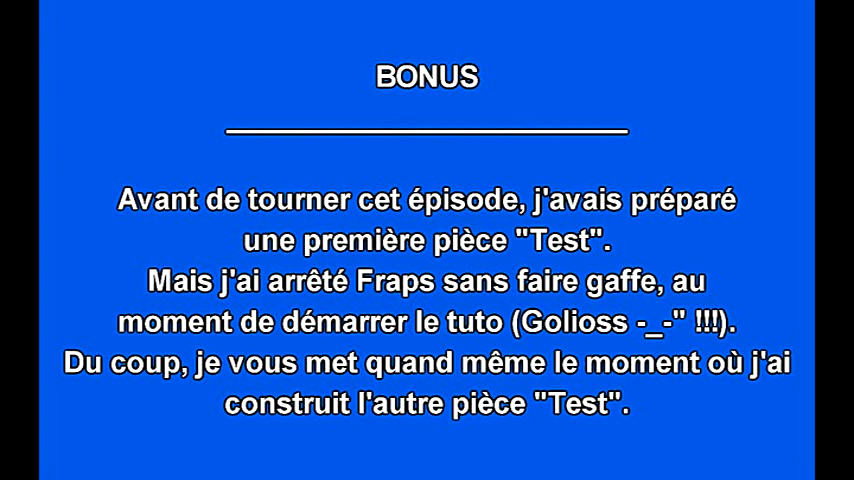 BONUS
Avant de tourner cet épisode, j'avais préparé
une première pièce "Test".
Mais j'ai arrêté Fraps sans faire gaffe, au
moment de démarrer le tuto (Golioss -_-" !!!).
Du coup, je vous met quand même le moment où j'ai
construit l'autre pièce "Test".